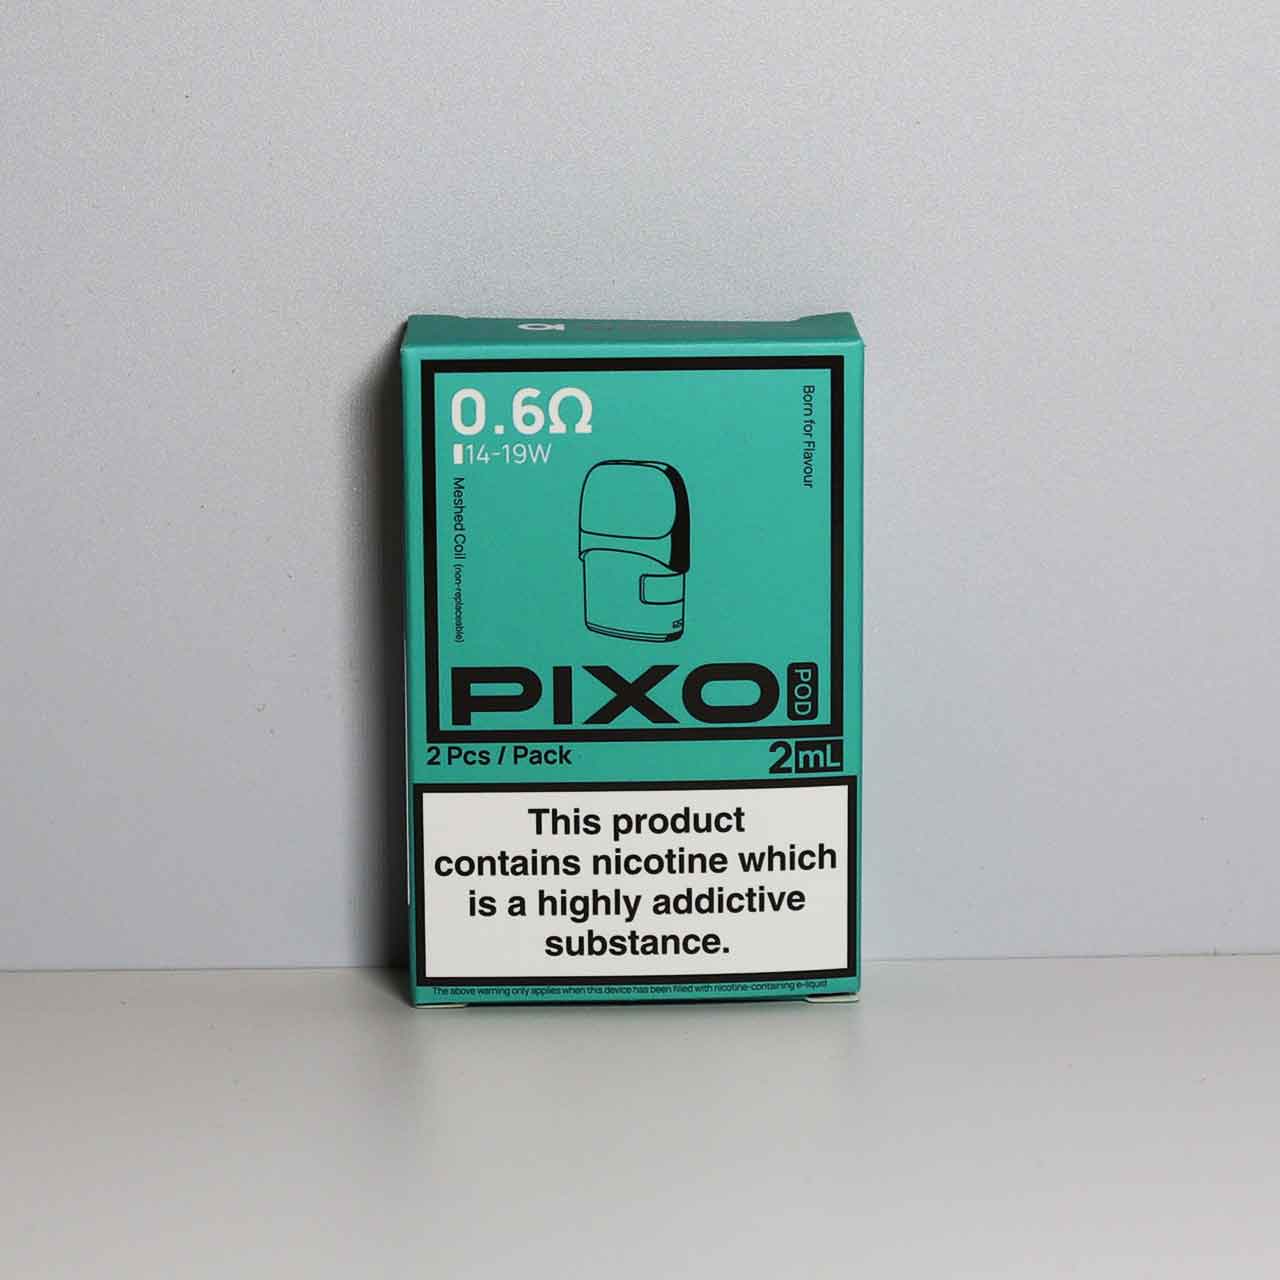 0.6Ω
14-19W
Born for Flavour
Meshed Coil (non-replaceable)
PIXO POD
2 Pcs / Pack
2mL
This product
contains nicotine which
is a highly addictive
substance.
The above warning only applies when this device has been filled with nicotine-containing e-liquid